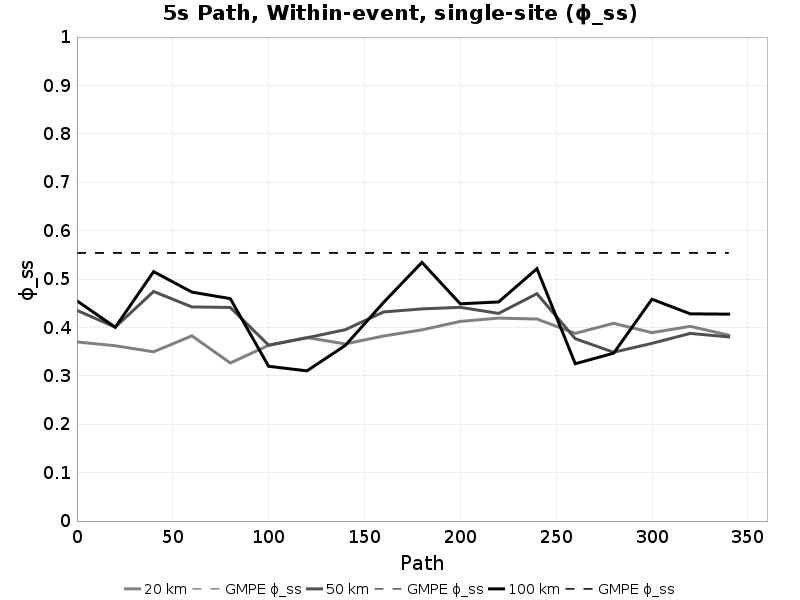 5s Path, Within-event, single-site (ϕ_ss)
1
0.9
0.8
0.7
0.6
0.5
0.4
0.3
0.2
0.1
0
ϕ_ss
0 50 100 150 200 250 300 350
Path
20 km GMPE ϕ_ss 50 km GMPE ϕ_ss 100 km GMPE ϕ_ss